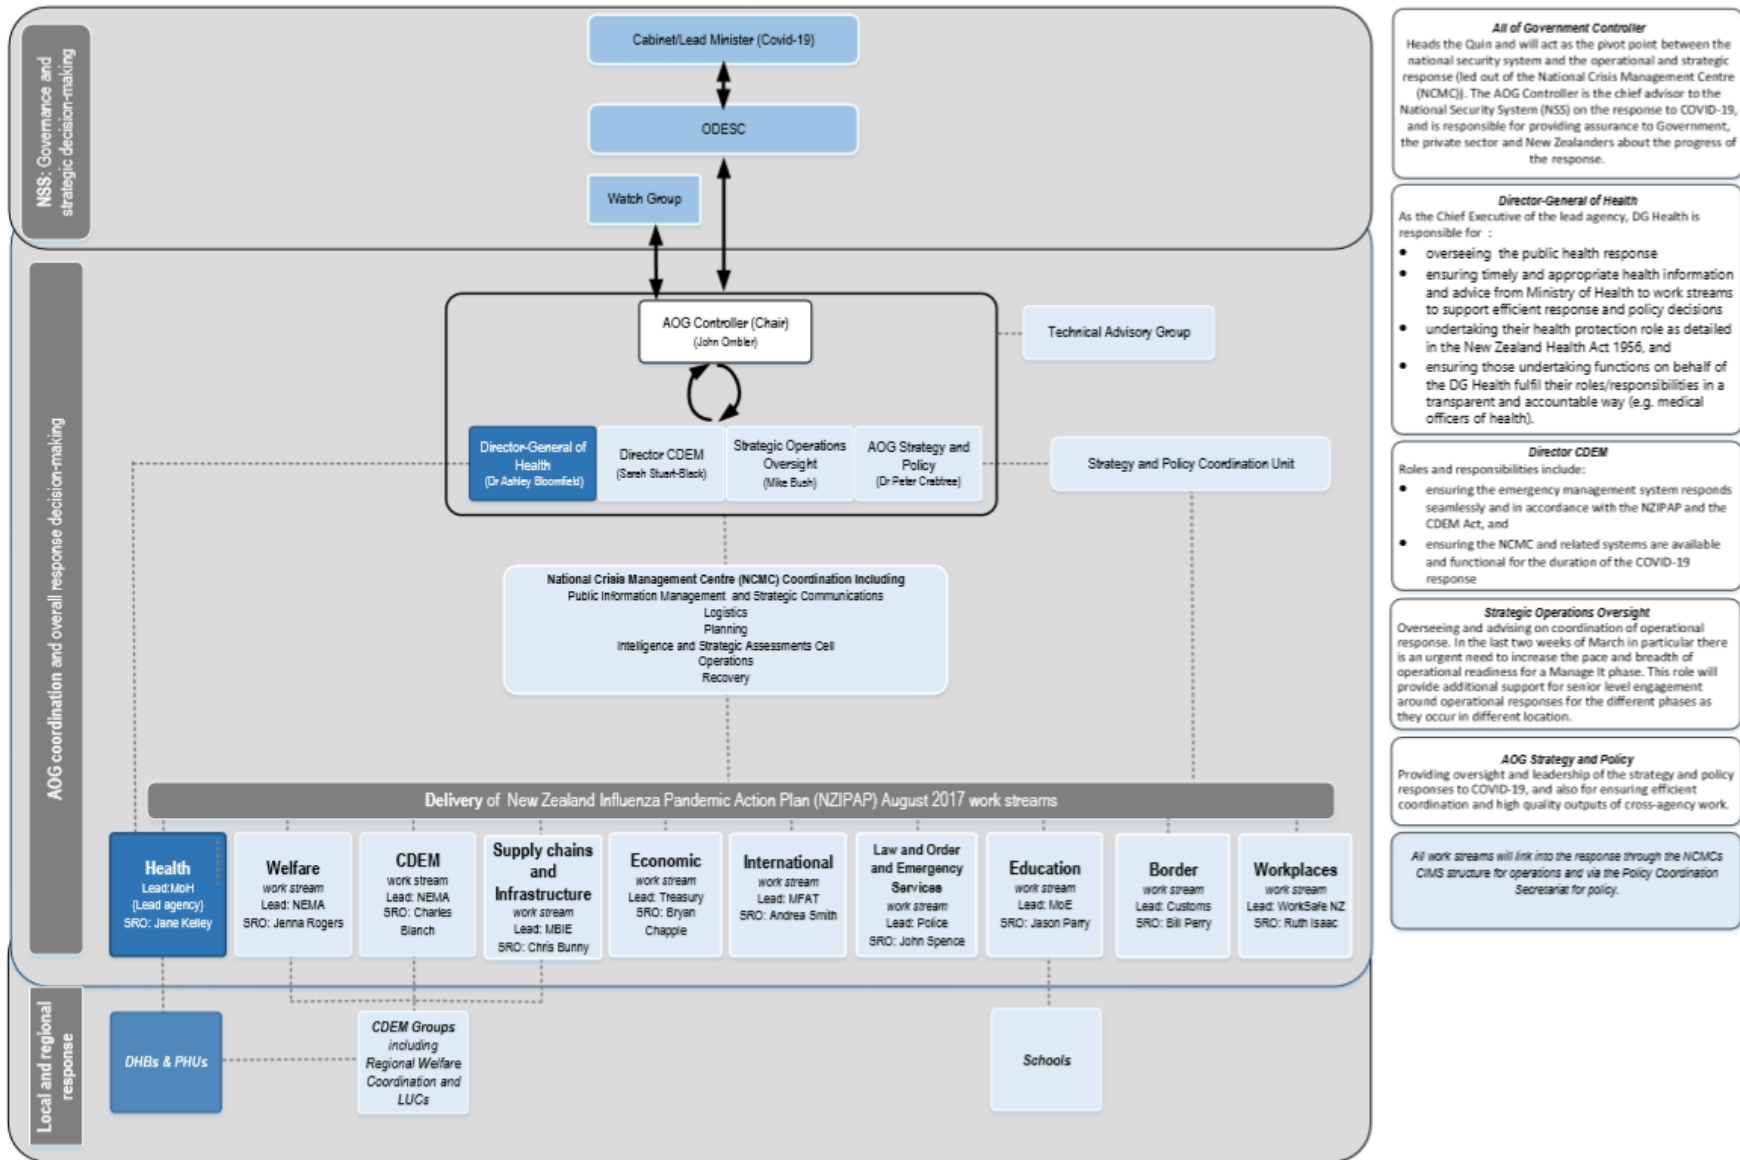 NSS: Governance and
strategic decision-making
Cabinet/Lead Minister (Covid-19)
ODESC
Watch Group
AOG coordination and overall response decision-making
AOG Controller (Chair)
(John Ombler)
Technical Advisory Group
Director-General of
Health
(Dr Ashley Bloomfield)
Director CDEM
(Sarah Stuart-Black)
Strategic Operations
Oversight
(Mike Bush)
AOG Strategy and
Policy
(Dr Peter Crabtree)
Strategy and Policy Coordination Unit
National Crisis Management Centre (NCMC) Coordination Including
Public Information Management and Strategic Communications
Logistics
Planning
Intelligence and Strategic Assessments Cell
Operations
Recovery
Delivery of New Zealand Influenza Pandemic Action Plan (NZIPAP) August 2017 work streams
Health
Lead:MoH
(Lead agency)
SRO: Jane Kelley
Welfare
work stream
Lead: NEMA
SRO: Jenna Rogers
CDEM
work stream
Lead: NEMA
SRO: Charles
Blanch
Supply chains
and
Infrastructure
work stream
Lead: MBIE
SRO: Chris Bunny
Economic
work stream
Lead: Treasury
SRO: Bryan
Chapple
International
work stream
Lead: MFAT
SRO: Andrea Smith
Law and Order
and Emergency
Services
work stream
Lead: Police
SRO: John Spence
Education
work stream
Lead: MoE
SRO: Jason Parry
Border
work stream
Lead: Customs
SRO: Bill Perry
Workplaces
work stream
Lead: WorkSafe NZ
SRO: Ruth Isaac
Local and regional
response
DHBs & PHUs
CDEM Groups
including
Regional Welfare
Coordination and
LUCs
Schools
All of Government Controller
Heads the Quin and will act as the pivot point between the
national security system and the operational and strategic
response (led out of the National Crisis Management Centre
(NCMC)). The AOG Controller is the chief advisor to the
National Security System (NSS) on the response to COVID-19,
and is responsible for providing assurance to Government,
the private sector and New Zealanders about the progress of
the response.
Director-General of Health
As the Chief Executive of the lead agency, DG Health is
responsible for :
• overseeing the public health response
• ensuring timely and appropriate health information
and advice from Ministry of Health to work streams
to support efficient response and policy decisions
• undertaking their health protection role as detailed
in the New Zealand Health Act 1956, and
• ensuring those undertaking functions on behalf of
the DG Health fulfil their roles/responsibilities in a
transparent and accountable way (e.g. medical
officers of health).
Director CDEM
Roles and responsibilities include:
• ensuring the emergency management system responds
seamlessly and in accordance with the NZIPAP and the
CDEM Act, and
• ensuring the NCMC and related systems are available
and functional for the duration of the COVID-19
response
Strategic Operations Oversight
Overseeing and advising on coordination of operational
response. In the last two weeks of March in particular there
is an urgent need to increase the pace and breadth of
operational readiness for a Manage It phase. This role will
provide additional support for senior level engagement
around operational responses for the different phases as
they occur in different location.
AOG Strategy and Policy
Providing oversight and leadership of the strategy and policy
responses to COVID-19, and also for ensuring efficient
coordination and high quality outputs of cross-agency work.
All work streams will link into the response through the NCMCs
CIMS structure for operations and via the Policy Coordination
Secretariat for policy.